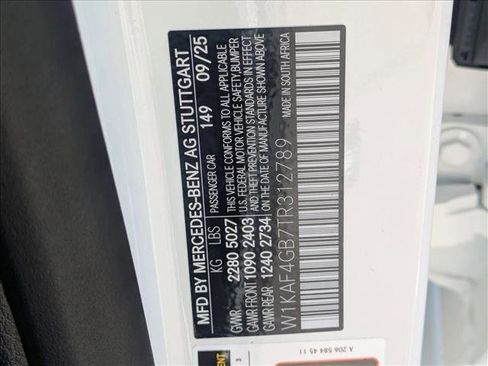 MFD BY MERCEDES-BENZ AG STUTTGART
PASSENGER CAR 149 09/25
KG LBS
GVWR 2280 5027
GAWR FRONT 1090 2403
GAWR REAR 1240 2734
THIS VEHICLE CONFORMS TO ALL APPLICABLE
U.S. FEDERAL MOTOR VEHICLE SAFETY, BUMPER
AND THEFT PREVENTION STANDARDS IN EFFECT
ON THE DATE OF MANUFACTURE SHOWN ABOVE
W1KAF4GB7TR312789
MADE IN SOUTH AFRICA
A 206 584 45 11